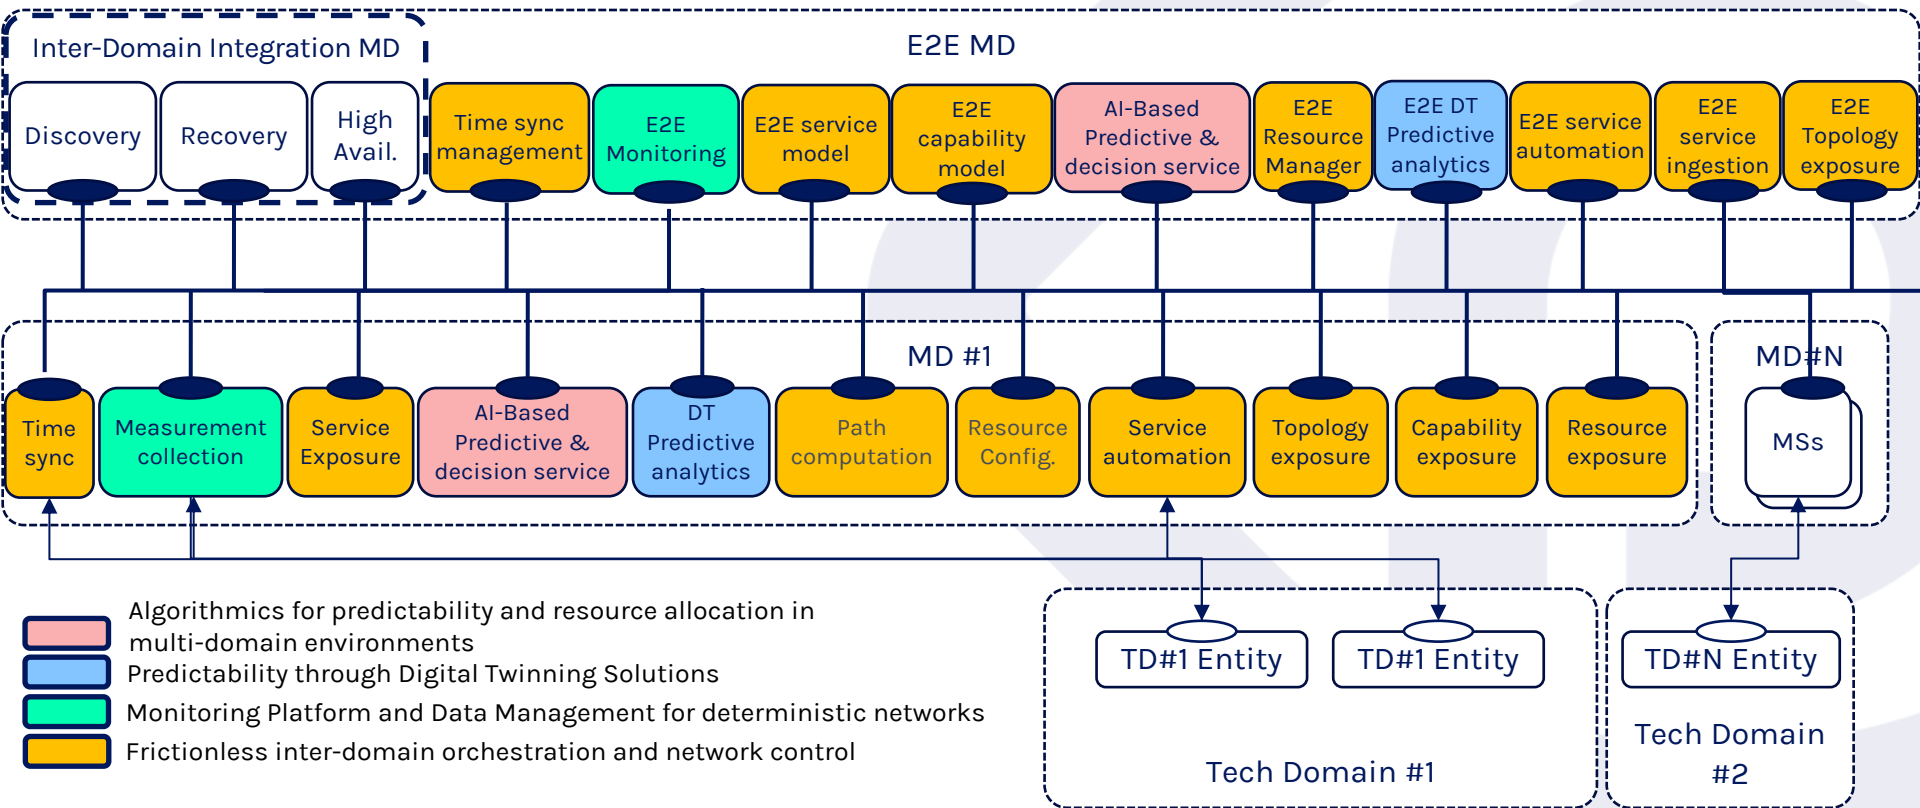 Inter-Domain Integration MD
E2E MD
Discovery
Recovery
High
Avail.
Time sync
management
E2E
Monitoring
E2E service
model
E2E
capability
model
AI-Based
Predictive &
decision service
E2E
Resource
Manager
E2E DT
Predictive
analytics
E2E service
automation
E2E
service
ingestion
E2E
Topology
exposure
MD #1
MD#N
Time
sync
Measurement
collection
Service
Exposure
AI-Based
Predictive &
decision service
DT
Predictive
analytics
Path
computation
Resource
Config.
Service
automation
Topology
exposure
Capability
exposure
Resource
exposure
MSs
Algorithmics for predictability and resource allocation in
multi-domain environments
Predictability through Digital Twinning Solutions
Monitoring Platform and Data Management for deterministic networks
Frictionless inter-domain orchestration and network control
TD#1 Entity
TD#1 Entity
TD#N Entity
Tech Domain #1
Tech Domain
#2